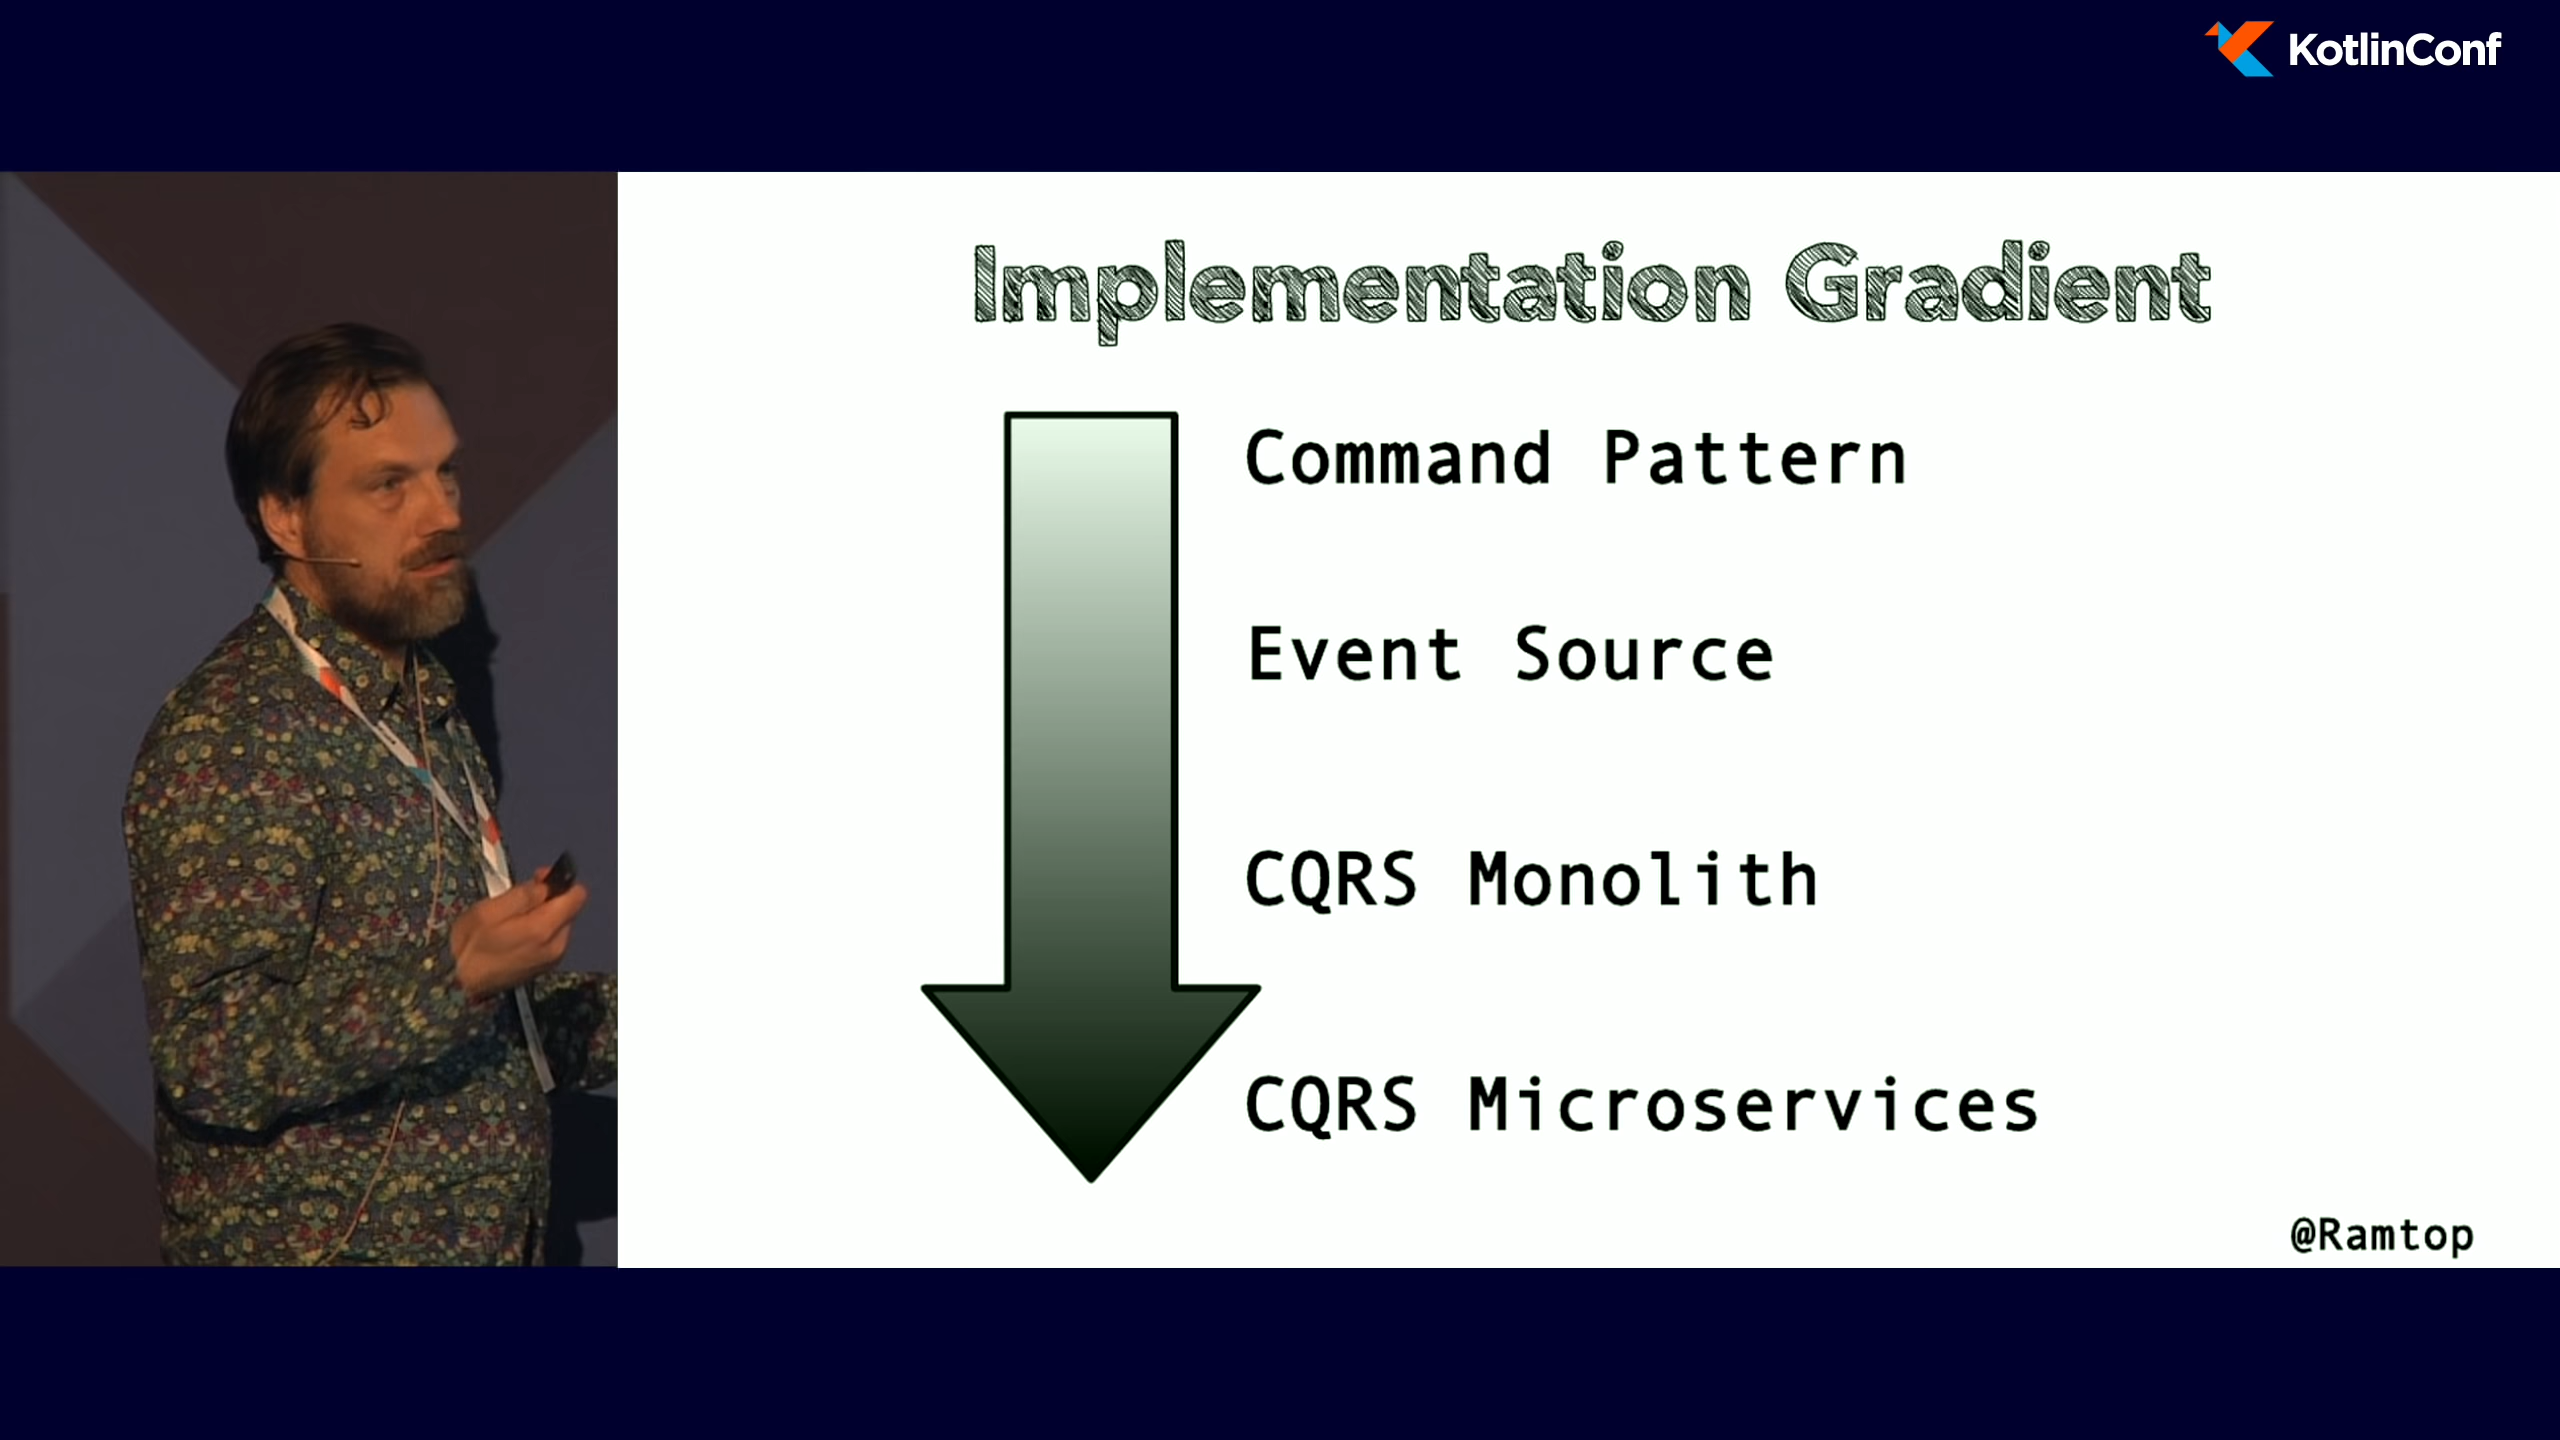 KotlinConf
Implementation Gradient
Command Pattern
Event Source
CQRS Monolith
CQRS Microservices
@Ramtop